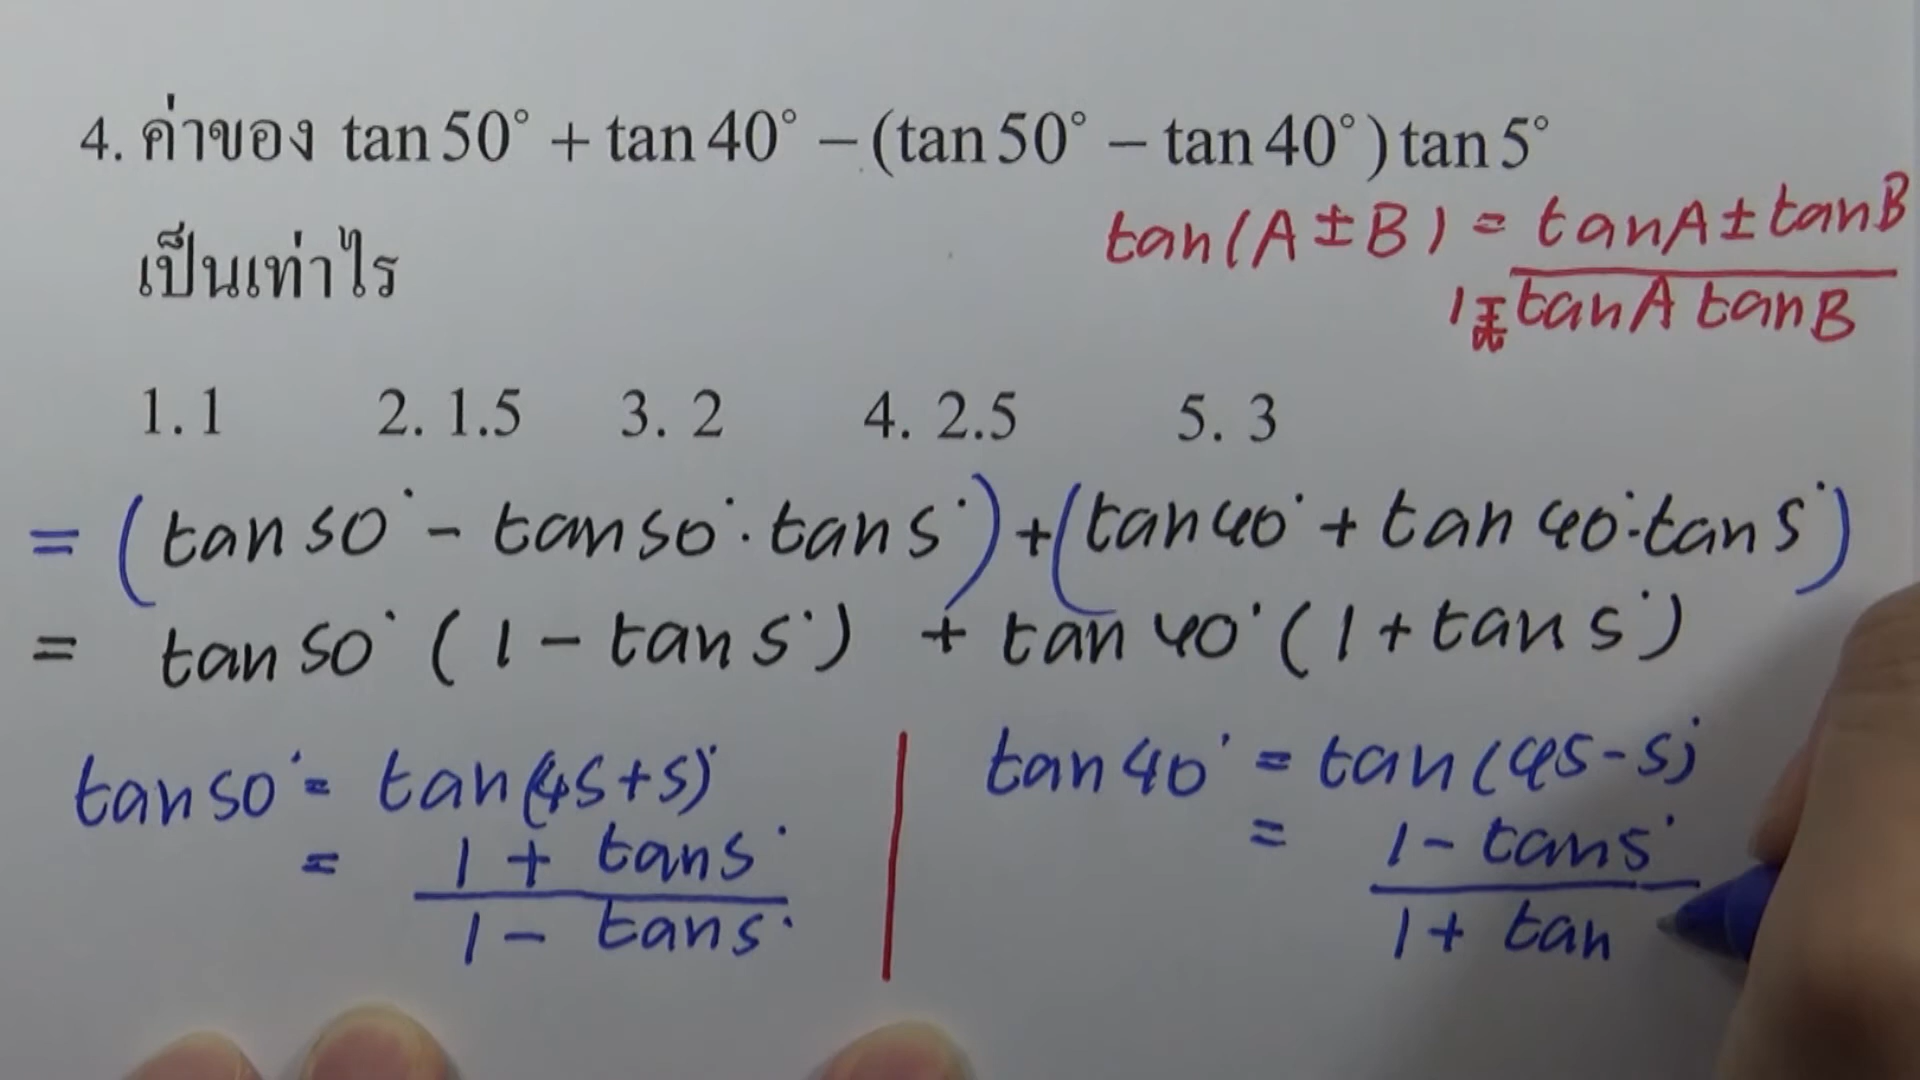 4. ค่าของ tan 50° + tan 40° − (tan 50° − tan 40°) tan 5°
เป็นเท่าไร
tan(A ± B) = tanA ± tanB
1 ∓ tanA tanB
1. 1 2. 1.5 3. 2 4. 2.5 5. 3
= (tan 50° − tan 50° · tan 5°) + (tan 40° + tan 40° · tan 5°)
= tan 50° (1 − tan 5°) + tan 40° (1 + tan 5°)
tan 50° = tan(45+5)°
= 1 + tan 5°
1 − tan 5°
tan 40° = tan(45−5)°
= 1 − tan 5°
1 + tan